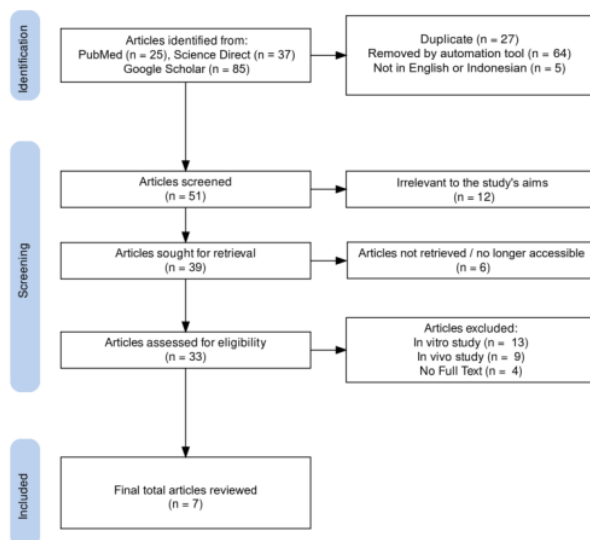 Identification
Articles identified from:
PubMed (n = 25), Science Direct (n = 37)
Google Scholar (n = 85)
Duplicate (n = 27)
Removed by automation tool (n = 64)
Not in English or Indonesian (n = 5)
Screening
Articles screened
(n = 51)
Irrelevant to the study's aims
(n = 12)
Articles sought for retrieval
(n = 39)
Articles not retrieved / no longer accessible
(n = 6)
Articles assessed for eligibility
(n = 33)
Articles excluded:
In vitro study (n = 13)
In vivo study (n = 9)
No Full Text (n = 4)
Included
Final total articles reviewed
(n = 7)